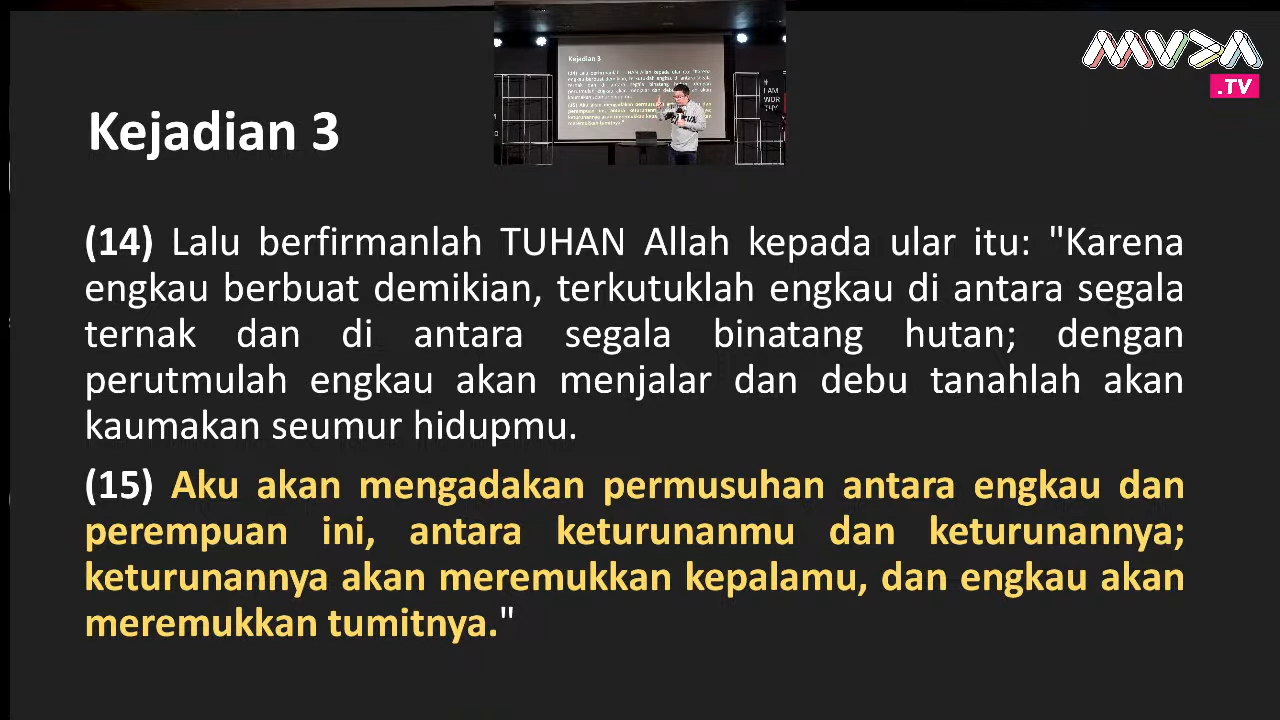 MVDA
.TV
Kejadian 3
Kejadian 3
(14) Lalu berfirmanlah TUHAN Allah kepada ular itu: "Karena
engkau berbuat demikian, terkutuklah engkau di antara segala
ternak dan di antara segala binatang hutan; dengan
perutmulah engkau akan menjalar dan debu tanahlah akan
kaumakan seumur hidupmu.
(15) Aku akan mengadakan permusuhan antara engkau dan
perempuan ini, antara keturunanmu dan keturunannya;
keturunannya akan meremukkan kepalamu, dan engkau akan
meremukkan tumitnya."